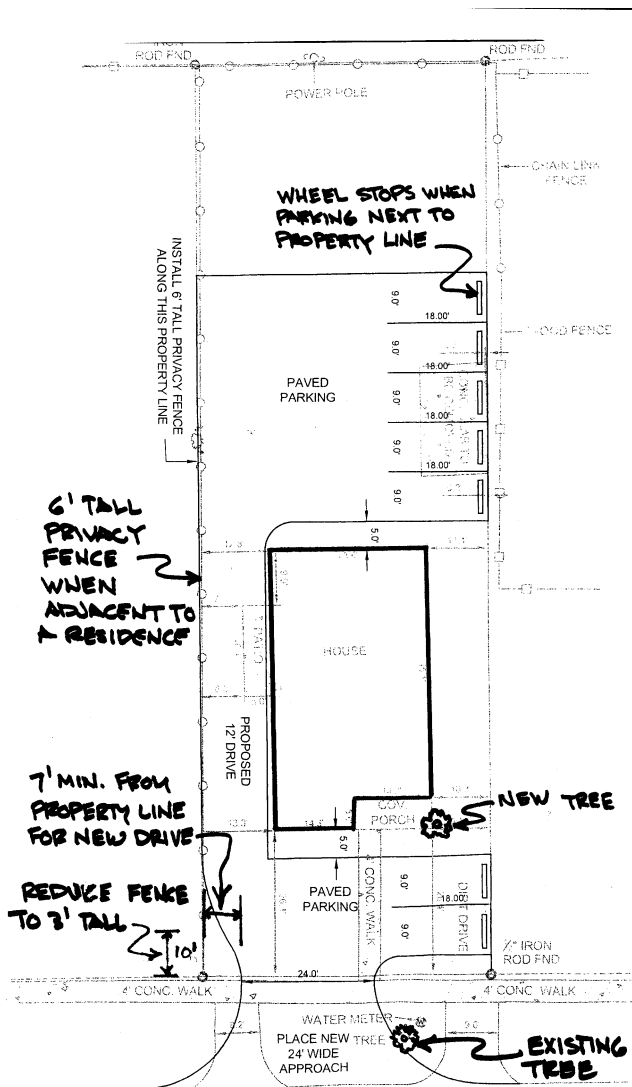 IRON
ROD FND
ROD FND
POWER POLE
CHAIN LINK
FENCE
WHEEL STOPS WHEN
PARKING NEXT TO
PROPERTY LINE
INSTALL 6' TALL PRIVACY FENCE
ALONG THIS PROPERTY LINE
9.0'
18.00'
9.0'
18.00'
9.0'
18.00'
9.0'
18.00'
9.0'
WOOD FENCE
PAVED
PARKING
6' TALL
PRIVACY
FENCE
WHEN
ADJACENT TO
A RESIDENCE
5.0'
HOUSE
PROPOSED
12' DRIVE
7' MIN. FROM
PROPERTY LINE
FOR NEW DRIVE
COV
PORCH
NEW TREE
5.0'
REDUCE FENCE
TO 3' TALL
10'
PAVED
PARKING
4' CONC. WALK
9.0'
18.00'
9.0'
DIRT DRIVE
½" IRON
ROD FND
24.0'
4' CONC. WALK
4' CONC. WALK
WATER METER
PLACE NEW
24' WIDE
APPROACH
TREE
9.0
EXISTING
TREE